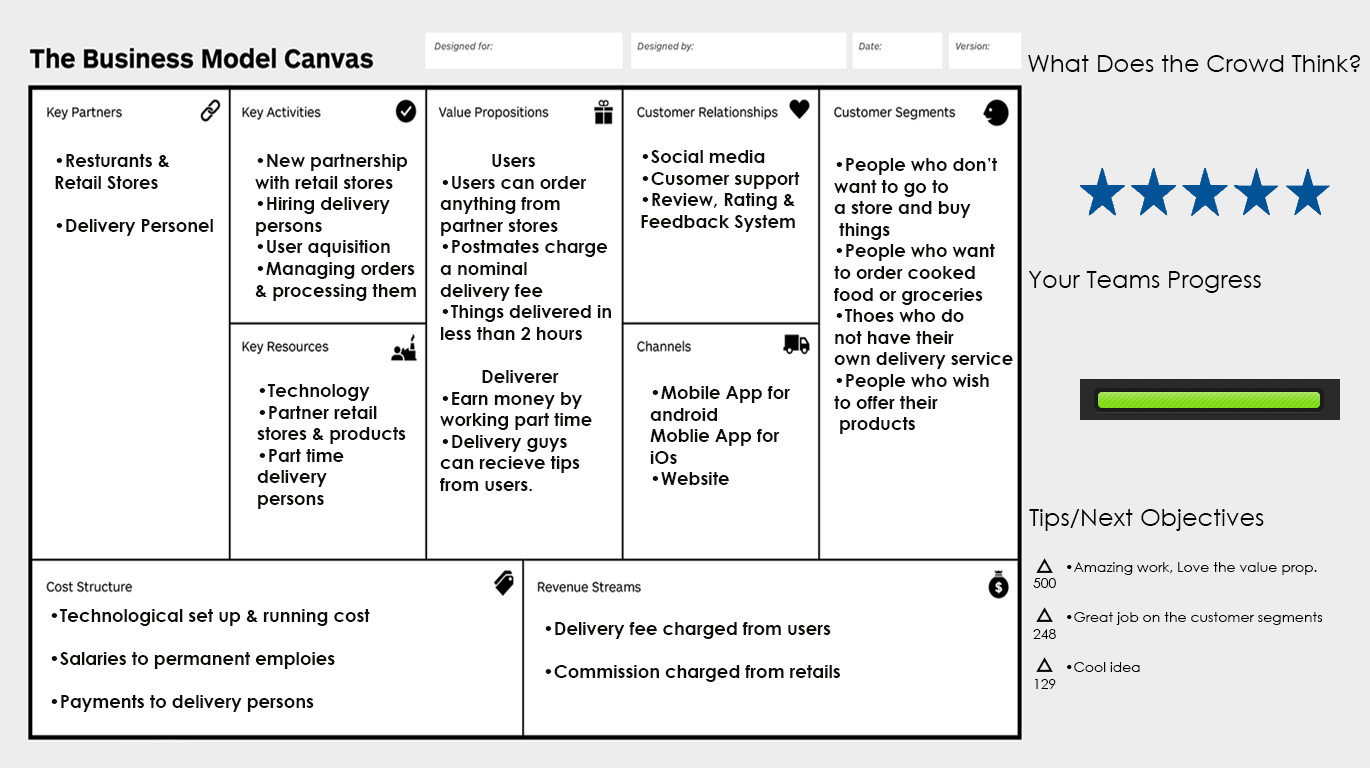 The Business Model Canvas
Designed for:
Designed by:
Date:
Version:
Key Partners
•Resturants &
Retail Stores
•Delivery Personel
Key Activities
•New partnership
with retail stores
•Hiring delivery
persons
•User aquisition
•Managing orders
& processing them
Key Resources
•Technology
•Partner retail
stores & products
•Part time
delivery
persons
Value Propositions
Users
•Users can order
anything from
partner stores
•Postmates charge
a nominal
delivery fee
•Things delivered in
less than 2 hours
Deliverer
•Earn money by
working part time
•Delivery guys
can recieve tips
from users.
Customer Relationships
•Social media
•Cusomer support
•Review, Rating &
Feedback System
Channels
•Mobile App for
android
Moblie App for
iOs
•Website
Customer Segments
•People who don't
want to go to
a store and buy
things
•People who want
to order cooked
food or groceries
•Thoes who do
not have their
own delivery service
•People who wish
to offer their
products
Cost Structure
•Technological set up & running cost
•Salaries to permanent emploies
•Payments to delivery persons
Revenue Streams
•Delivery fee charged from users
•Commission charged from retails
What Does the Crowd Think?
Your Teams Progress
Tips/Next Objectives
500
•Amazing work, Love the value prop.
248
•Great job on the customer segments
129
•Cool idea